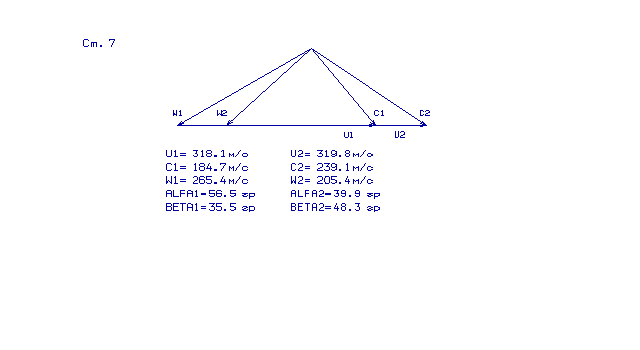 Ст. 7
W1 W2 C1 C2
U1 U2
U1= 318.1м/с U2= 319.8м/с
C1= 184.7м/с C2= 239.1м/с
W1= 265.4м/с W2= 205.4м/с
ALFA1=56.5 гр ALFA2=39.9 гр
BETA1=35.5 гр BETA2=48.3 гр